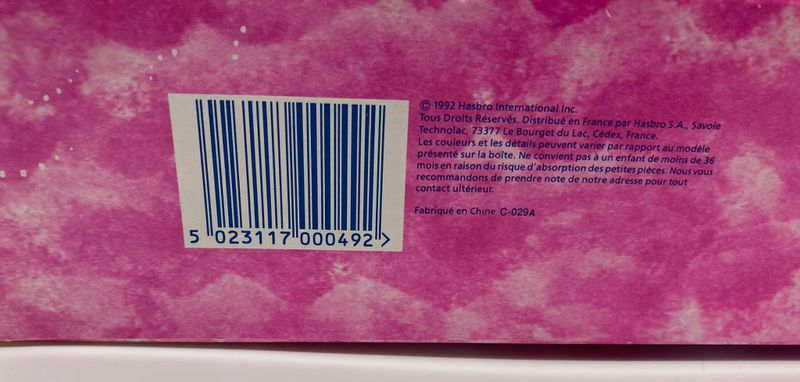 5 023117 000492 >
© 1992 Hasbro International Inc.
Tous Droits Réservés. Distribué en France par Hasbro S.A., Savoie
Technolac, 73377 Le Bourget du Lac, Cédex, France.
Les couleurs et les détails peuvent varier par rapport au modèle
présenté sur la boîte. Ne convient pas à un enfant de moins de 36
mois en raison du risque d'absorption des petites pièces. Nous vous
recommandons de prendre note de notre adresse pour tout
contact ultérieur.
Fabriqué en Chine C-029A